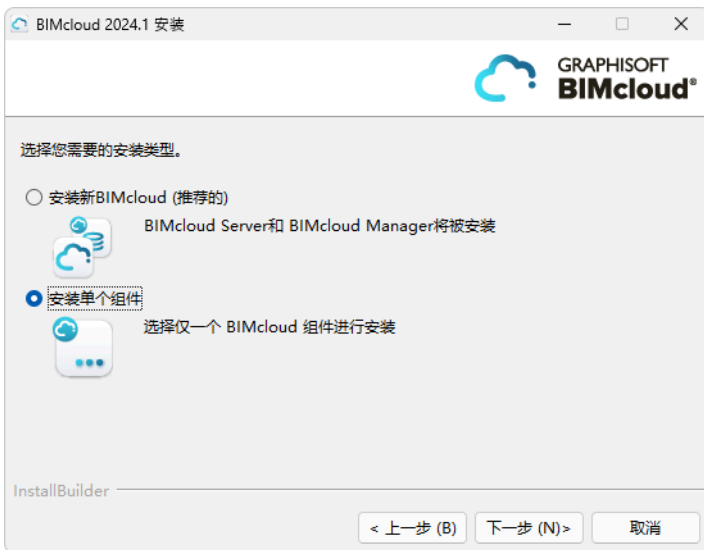 BIMcloud 2024.1 安装
GRAPHISOFT
BIMcloud®
选择您需要的安装类型。
安装新BIMcloud (推荐的)
BIMcloud Server和 BIMcloud Manager将被安装
安装单个组件
选择仅一个 BIMcloud 组件进行安装
InstallBuilder
< 上一步 (B) 下一步 (N)> 取消